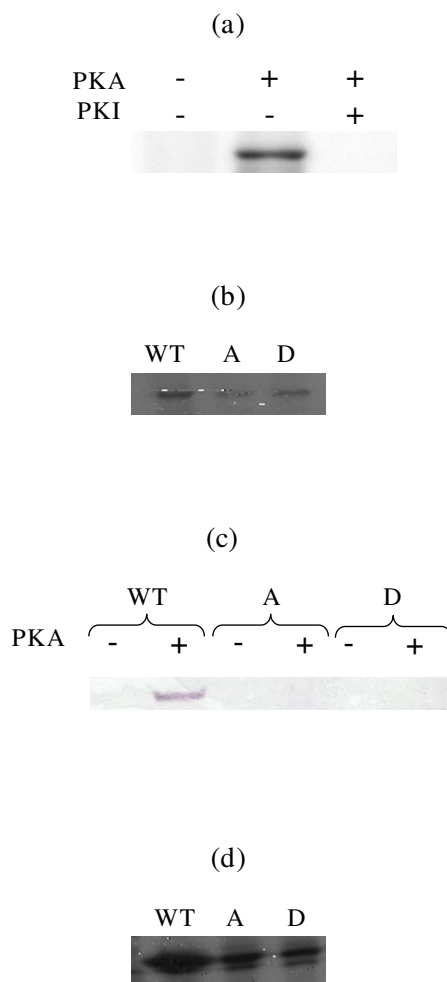 (a)
PKA - + +
PKI - - +
(b)
WT A D
(c)
WT A D
PKA - + - + - +
(d)
WT A D